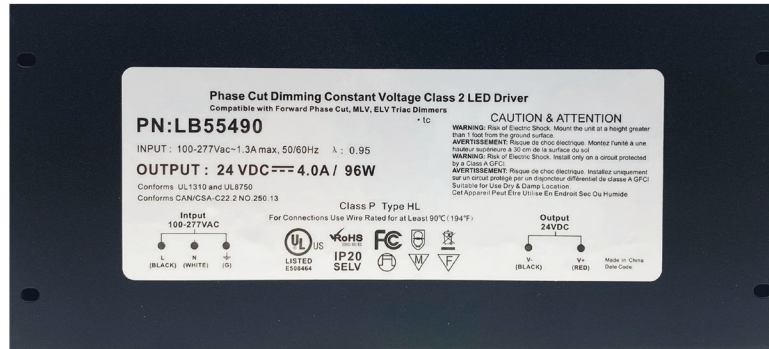 Phase Cut Dimming Constant Voltage Class 2 LED Driver
Compatible with Forward Phase Cut, MLV, ELV Triac Dimmers
• tc
PN:LB55490
INPUT : 100-277Vac~1.3A max, 50/60Hz λ : 0.95
OUTPUT : 24 VDC⎓ 4.0A / 96W
Conforms UL1310 and UL8750
Conforms CAN/CSA-C22.2 NO.250.13
CAUTION & ATTENTION
WARNING: Risk of Electric Shock. Mount the unit at a height greater
than 1 foot from the ground surface.
AVERTISSEMENT: Risque de choc électrique. Montez l'unité à une
hauteur supérieure à 30 cm de la surface du sol
WARNING: Risk of Electric Shock. Install only on a circuit protected
by a Class A GFCI.
AVERTISSEMENT: Risque de choc électrique. Installez uniquement
sur un circuit protégé par un disjoncteur différentiel de classe A GFCI
Suitable for Use Dry & Damp Location.
Cet Appareil Peut Être Utilise En Endroit Sec Ou Humide
Class P Type HL
For Connections Use Wire Rated for at Least 90℃ (194℉)
Intput
100-277VAC
L
(BLACK)
N
(WHITE)
(G)
UL US
LISTED
E508464
RoHS
IP20
SELV
FC
M
F
Output
24VDC
V-
(BLACK)
V+
(RED)
Made in China
Date Code: